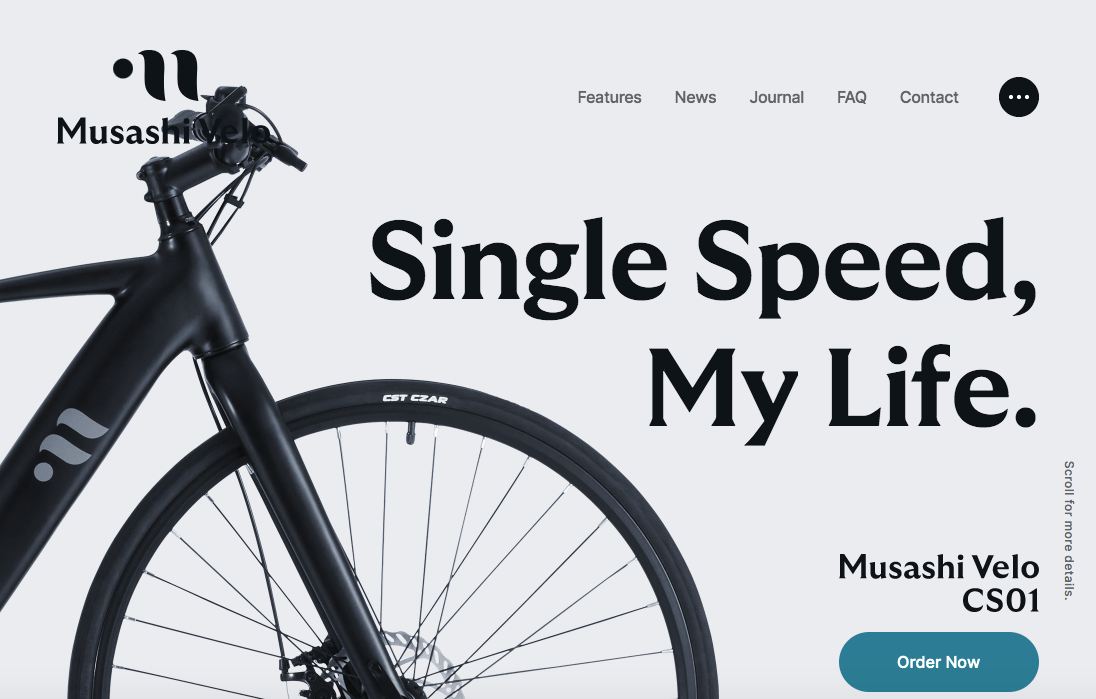 Musashi Velo
Features
News
Journal
FAQ
Contact
Single Speed,
My Life.
CST CZAR
Scroll for more details.
Musashi Velo
CS01
Order Now